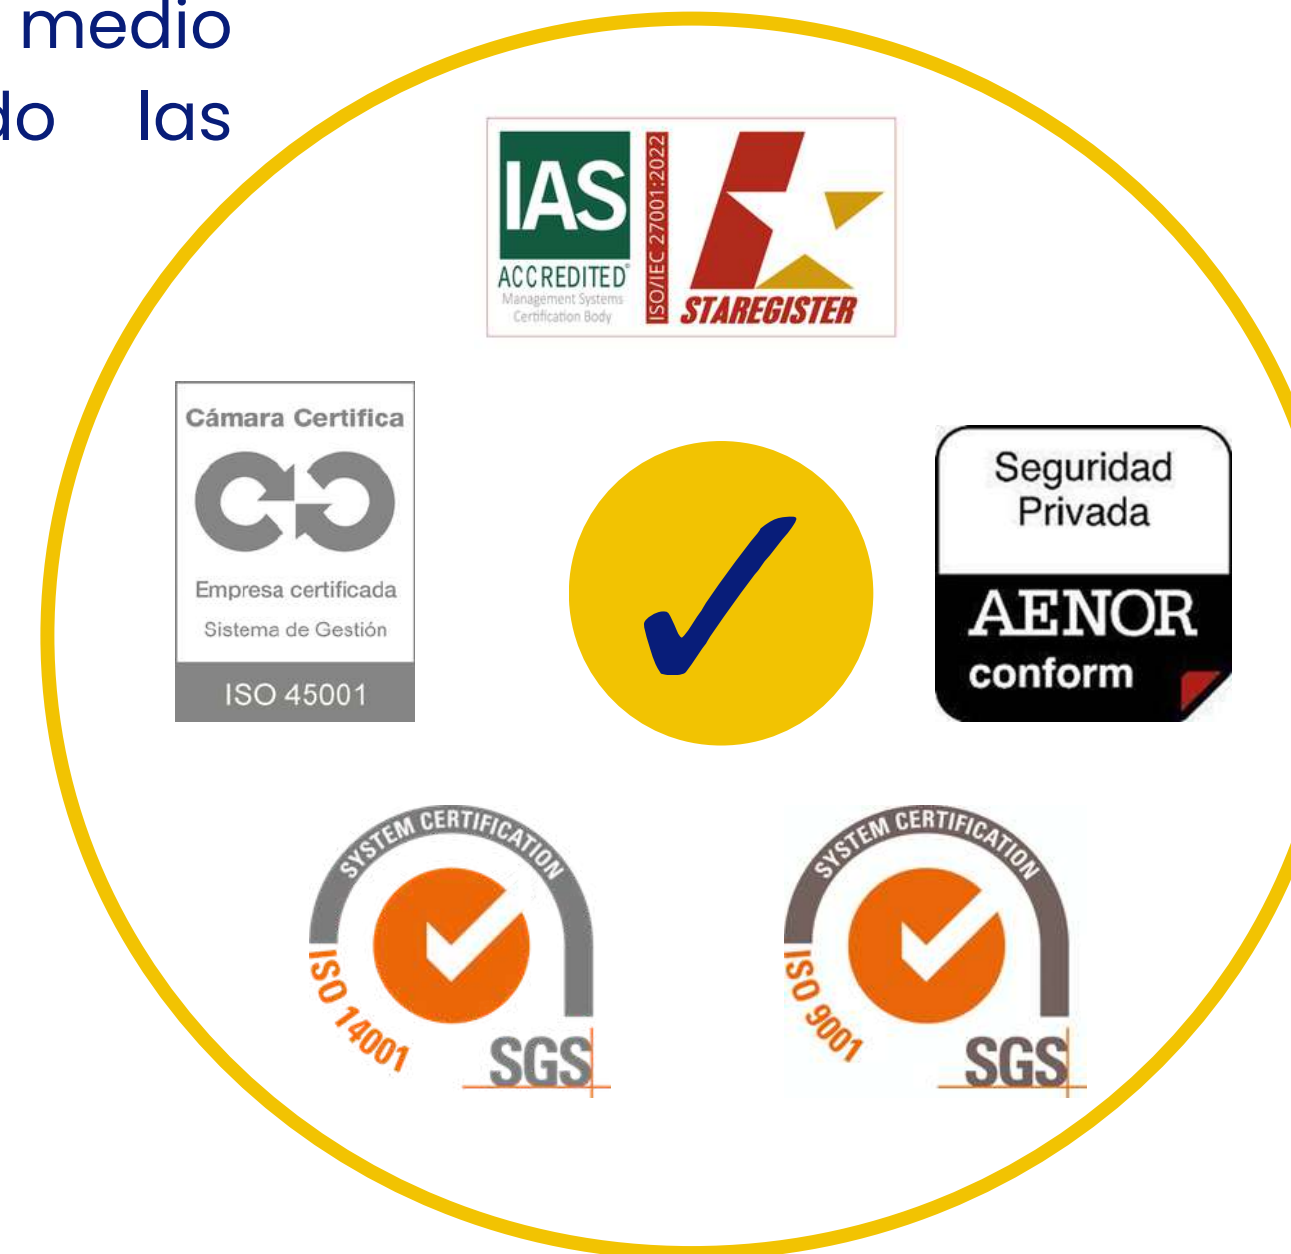 medio
las
IAS
ACCREDITED
Management Systems
Certification Body
ISO/IEC 27001:2022
STAREGISTER
Cámara Certifica
Empresa certificada
Sistema de Gestión
ISO 45001
Seguridad
Privada
AENOR
conform
SYSTEM CERTIFICATION
ISO 14001
SGS
SYSTEM CERTIFICATION
ISO 9001
SGS